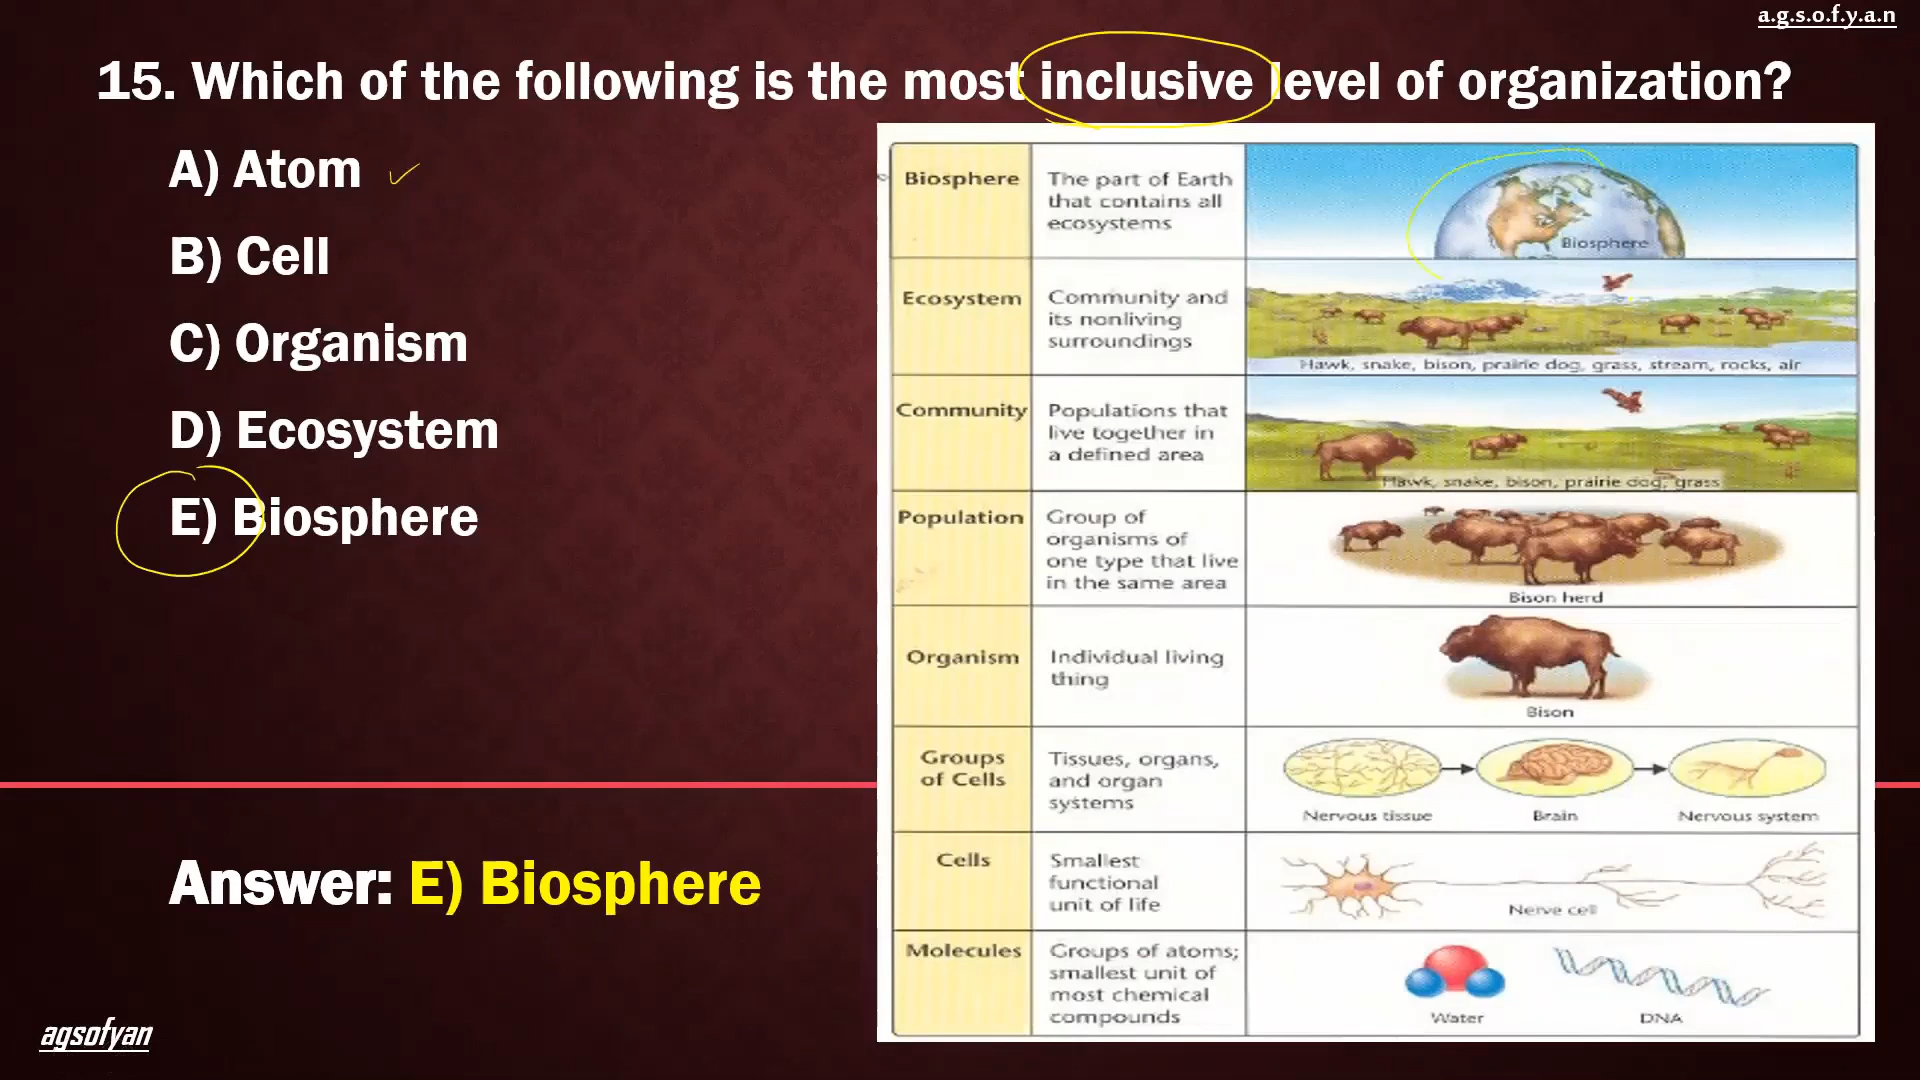 a.g.s.o.f.y.a.n
15. Which of the following is the most inclusive level of organization?
A) Atom
B) Cell
C) Organism
D) Ecosystem
E) Biosphere
Answer: E) Biosphere
agsofyan
Biosphere
The part of Earth
that contains all
ecosystems
Biosphere
Ecosystem
Community and
its nonliving
surroundings
Hawk, snake, bison, prairie dog, grass, stream, rocks, air
Community
Populations that
live together in
a defined area
Hawk, snake, bison, prairie dog, grass
Population
Group of
organisms of
one type that live
in the same area
Bison herd
Organism
Individual living
thing
Bison
Groups
of Cells
Tissues, organs,
and organ
systems
Nervous tissue
Brain
Nervous system
Cells
Smallest
functional
unit of life
Nerve cell
Molecules
Groups of atoms;
smallest unit of
most chemical
compounds
Water
DNA